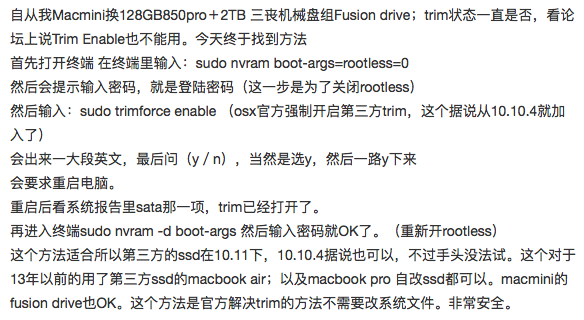 自从我Macmini换128GB850pro＋2TB 三丧机械盘组Fusion drive；trim状态一直是否，看论
坛上说Trim Enable也不能用。今天终于找到方法
首先打开终端 在终端里输入：sudo nvram boot-args=rootless=0
然后会提示输入密码，就是登陆密码（这一步是为了关闭rootless）
然后输入：sudo trimforce enable （osx官方强制开启第三方trim，这个据说从10.10.4就加
入了）
会出来一大段英文，最后问（y / n），当然是选y，然后一路y下来
会要求重启电脑。
重启后看系统报告里sata那一项，trim已经打开了。
再进入终端sudo nvram -d boot-args 然后输入密码就OK了。（重新开rootless）
这个方法适合所以第三方的ssd在10.11下，10.10.4据说也可以，不过手头没法试。这个对于
13年以前的用了第三方ssd的macbook air；以及macbook pro 自改ssd都可以。macmini的
fusion drive也OK。这个方法是官方解决trim的方法不需要改系统文件。非常安全。